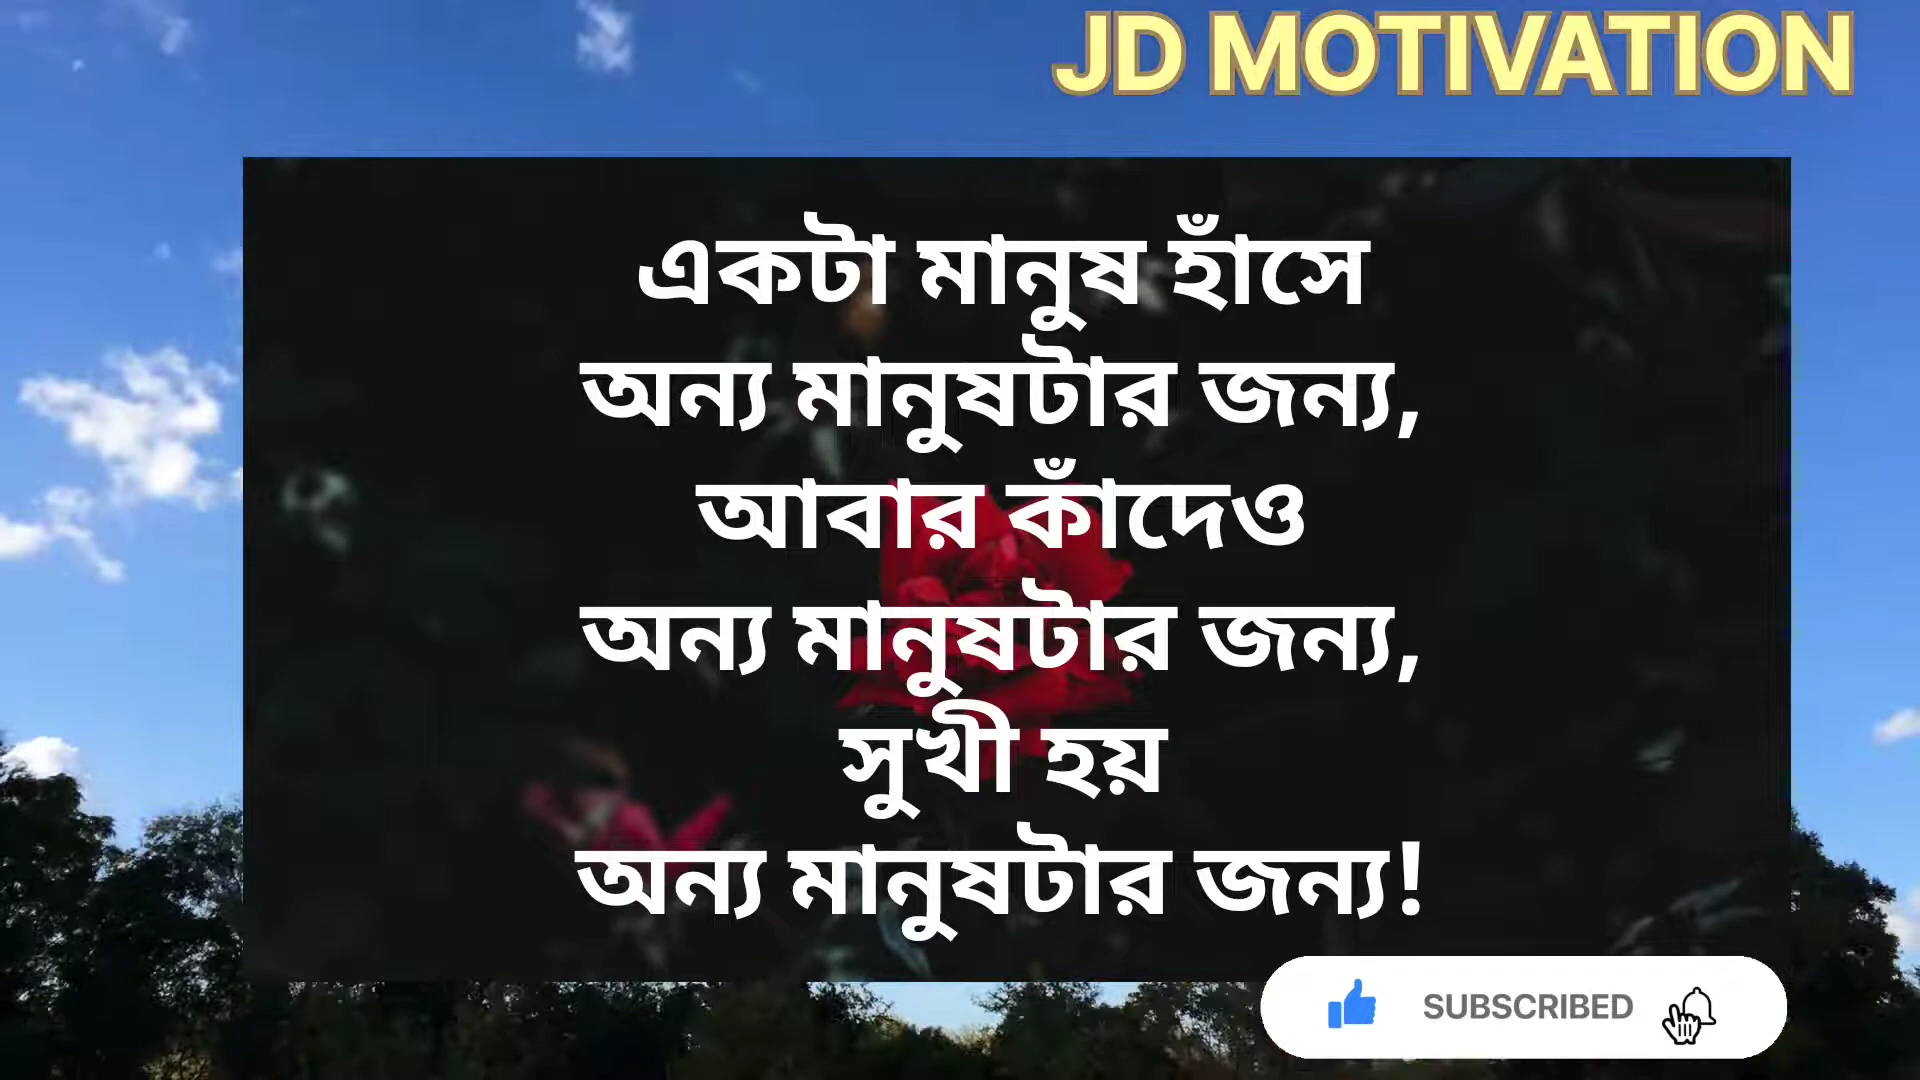 JD MOTIVATION
একটা মানুষ হাঁসে
অন্য মানুষটার জন্য,
আবার কাঁদেও
অন্য মানুষটার জন্য,
সুখী হয়
অন্য মানুষটার জন্য!
SUBSCRIBED